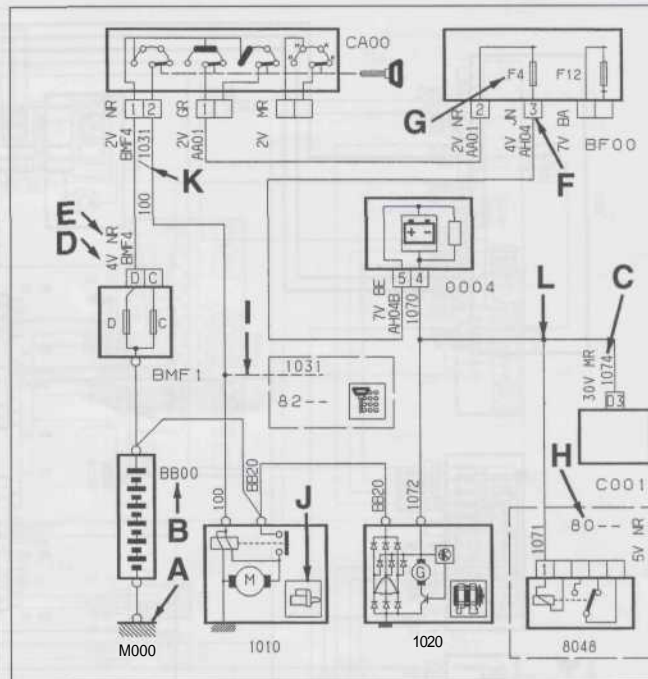 CA00
F4
F12
NR
1
2
GR
1
MR
G
2
3
2V
BMF4
1031
2V
AA01
2V
2V NR
AA01
4V JN
AH04
7V BA
BF00
F
K
100
E
D
4V NR
BMF4
D
C
5
4
0004
7V BE
AH04B
1070
L
C
I
D
C
BMF1
1031
82--
30V MR
1074
D3
C001
H
80--
BB00
B
A
100
BB20
J
BB20
1072
1071
5V NR
M
G
1
M000
1010
1020
8048